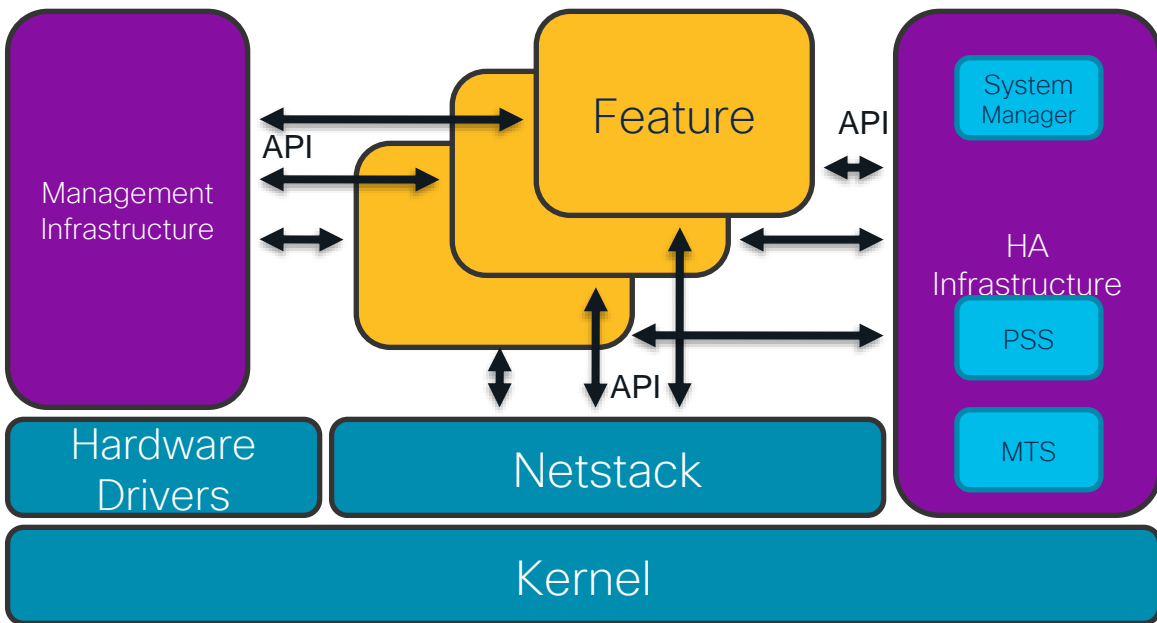 Management
Infrastructure
API
Feature
API
System
Manager
HA
Infrastructure
PSS
MTS
API
Hardware
Drivers
Netstack
Kernel